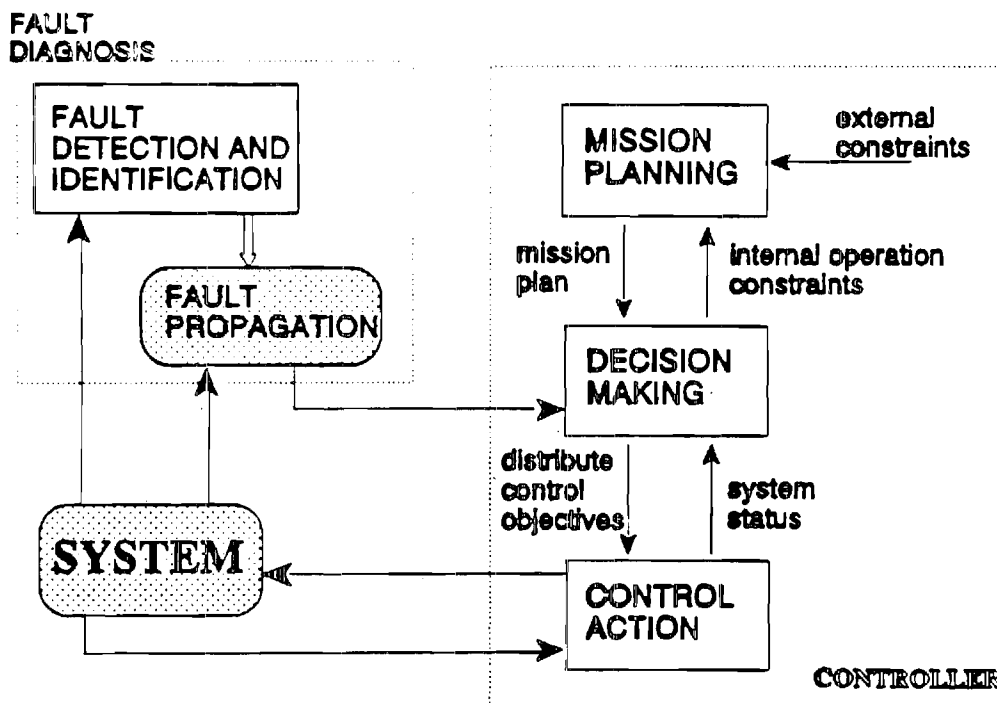 FAULT
DIAGNOSIS
FAULT
DETECTION AND
IDENTIFICATION
FAULT
PROPAGATION
SYSTEM
MISSION
PLANNING
external
constraints
mission
plan
internal operation
constraints
DECISION
MAKING
distribute
control
objectives
system
status
CONTROL
ACTION
CONTROLLER